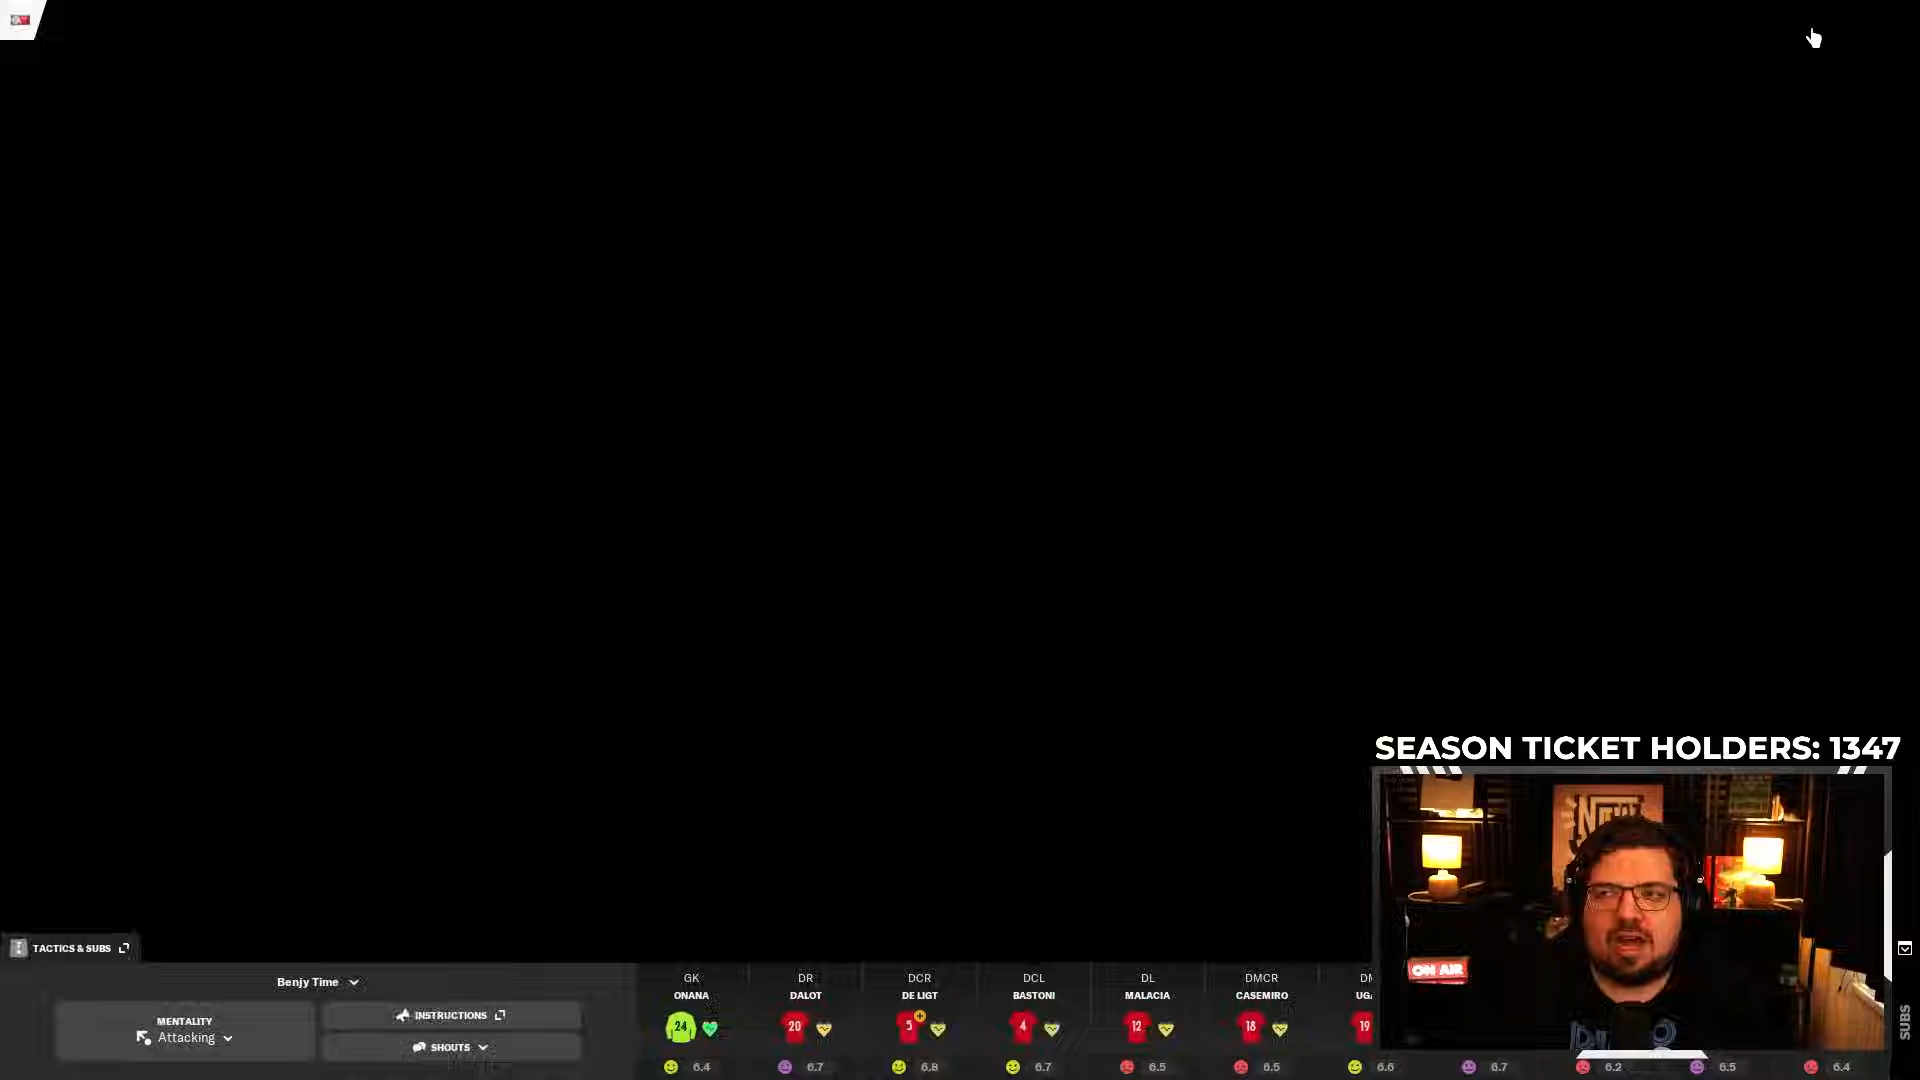 SEASON TICKET HOLDERS: 1347
ON AIR
TACTICS & SUBS
Benjy Time
MENTALITY
Attacking
INSTRUCTIONS
SHOUTS
GK DR DCR DCL DL DMCR
ONANA DALOT DE LIGT BASTONI MALACIA CASEMIRO
24 20 5 4 12 18 19
6.4 6.7 6.8 6.7 6.5 6.5 6.6 6.7 6.2 6.5 6.4
SUBS